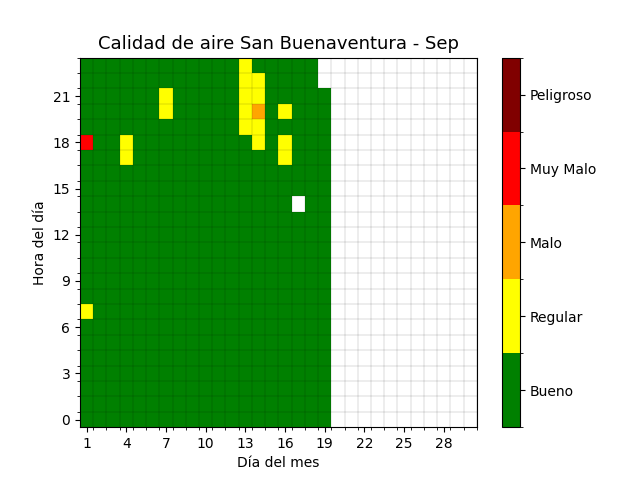 Calidad de aire San Buenaventura - Sep
Hora del día
21
18
15
12
9
6
3
0
1 4 7 10 13 16 19 22 25 28
Día del mes
Peligroso
Muy Malo
Malo
Regular
Bueno